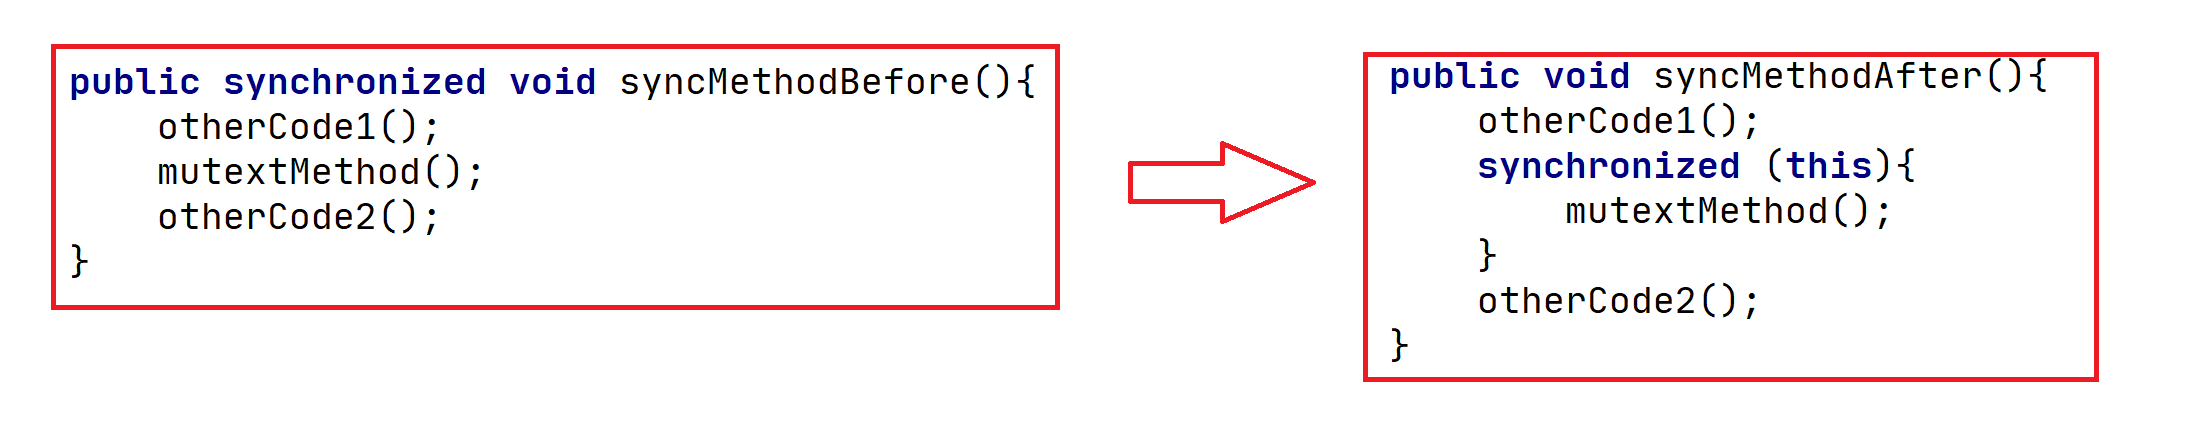 public synchronized void syncMethodBefore(){
    otherCode1();
    mutextMethod();
    otherCode2();
}
public void syncMethodAfter(){
    otherCode1();
    synchronized (this){
        mutextMethod();
    }
    otherCode2();
}